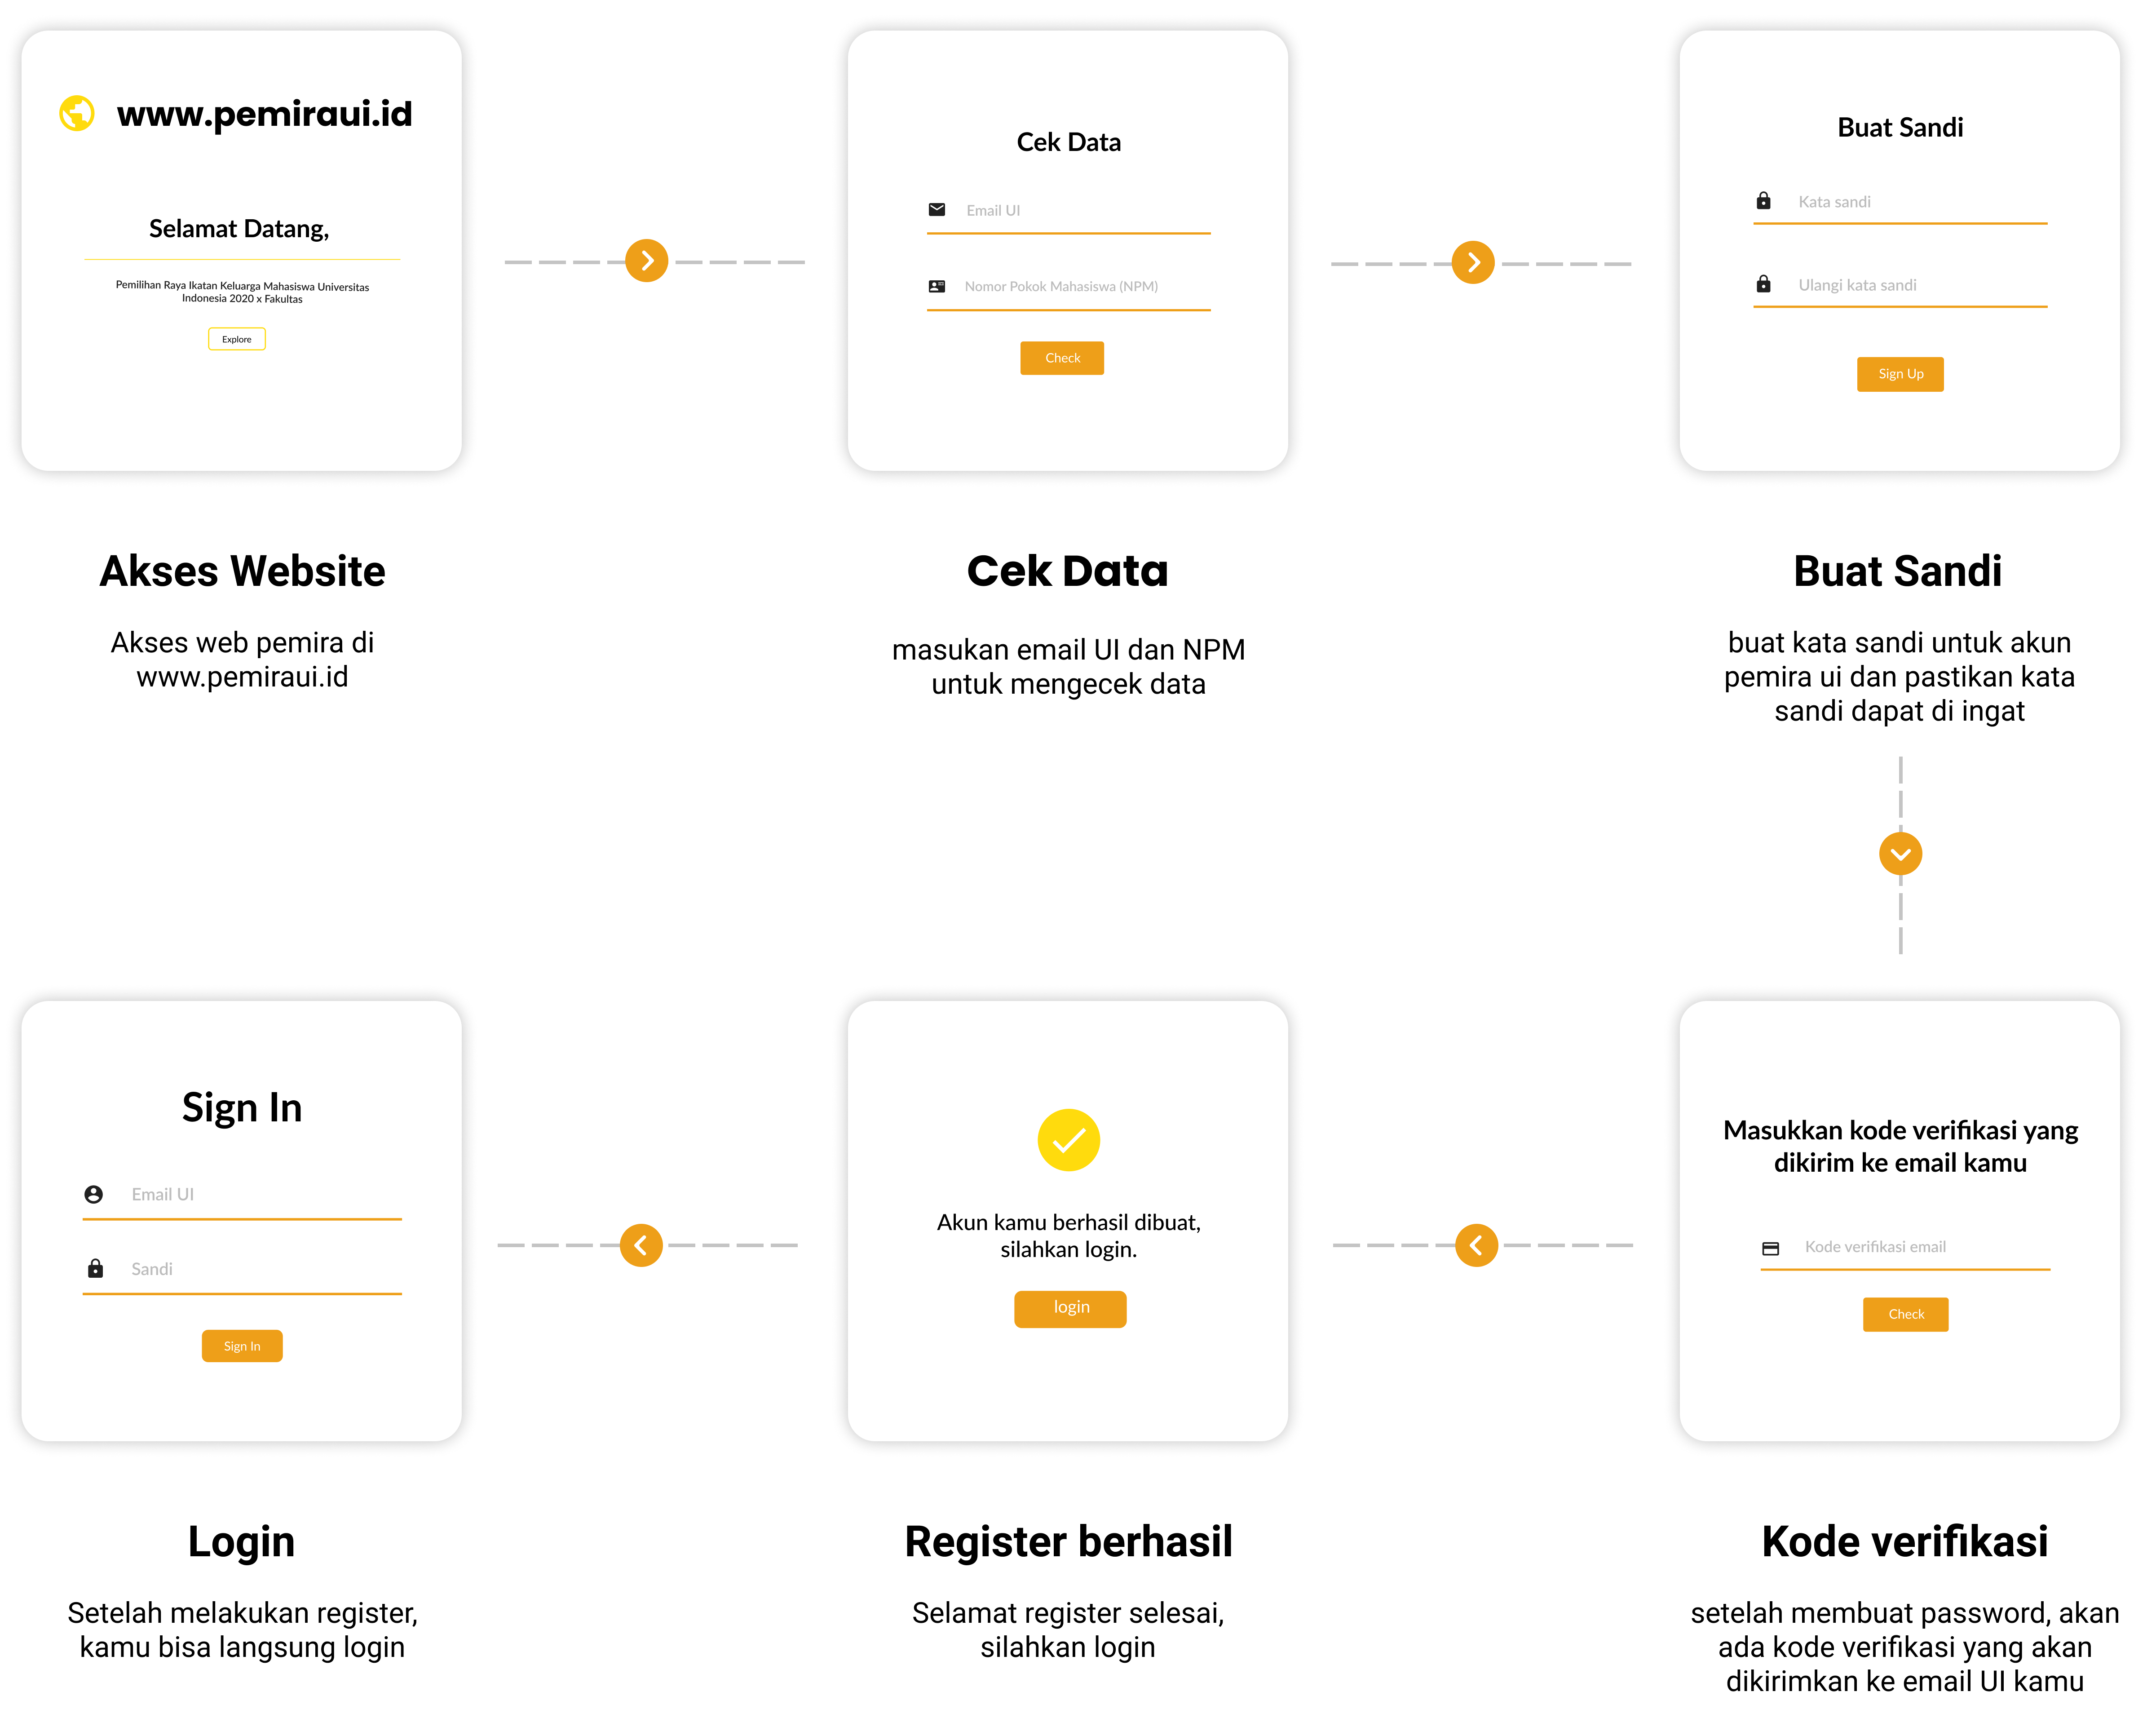 www.pemiraui.id
Selamat Datang,
Pemilihan Raya Ikatan Keluarga Mahasiswa Universitas
Indonesia 2020 x Fakultas
Explore
Akses Website
Akses web pemira di
www.pemiraui.id
Cek Data
Email UI
Nomor Pokok Mahasiswa (NPM)
Check
Cek Data
masukan email UI dan NPM
untuk mengecek data
Buat Sandi
Kata sandi
Ulangi kata sandi
Sign Up
Buat Sandi
buat kata sandi untuk akun
pemira ui dan pastikan kata
sandi dapat di ingat
Masukkan kode verifikasi yang
dikirim ke email kamu
Kode verifikasi email
Check
Kode verifikasi
setelah membuat password, akan
ada kode verifikasi yang akan
dikirimkan ke email UI kamu
Akun kamu berhasil dibuat,
silahkan login.
login
Register berhasil
Selamat register selesai,
silahkan login
Sign In
Email UI
Sandi
Sign In
Login
Setelah melakukan register,
kamu bisa langsung login